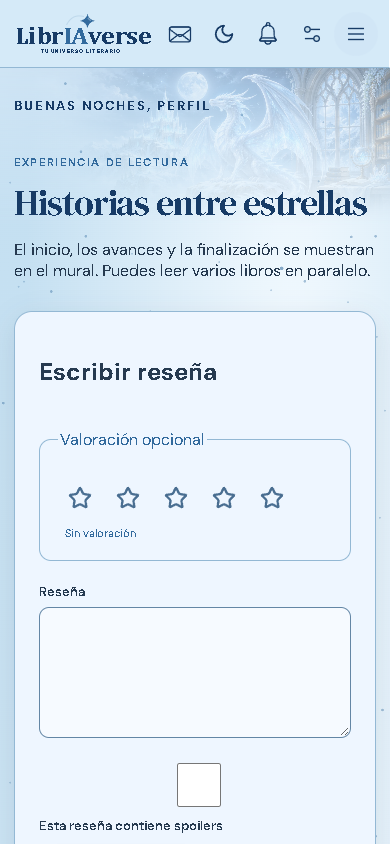 LibrIAverse
TU UNIVERSO LITERARIO
BUENAS NOCHES, PERFIL
EXPERIENCIA DE LECTURA
Historias entre estrellas
El inicio, los avances y la finalización se muestran
en el mural. Puedes leer varios libros en paralelo.
Escribir reseña
Valoración opcional
Sin valoración
Reseña
Esta reseña contiene spoilers